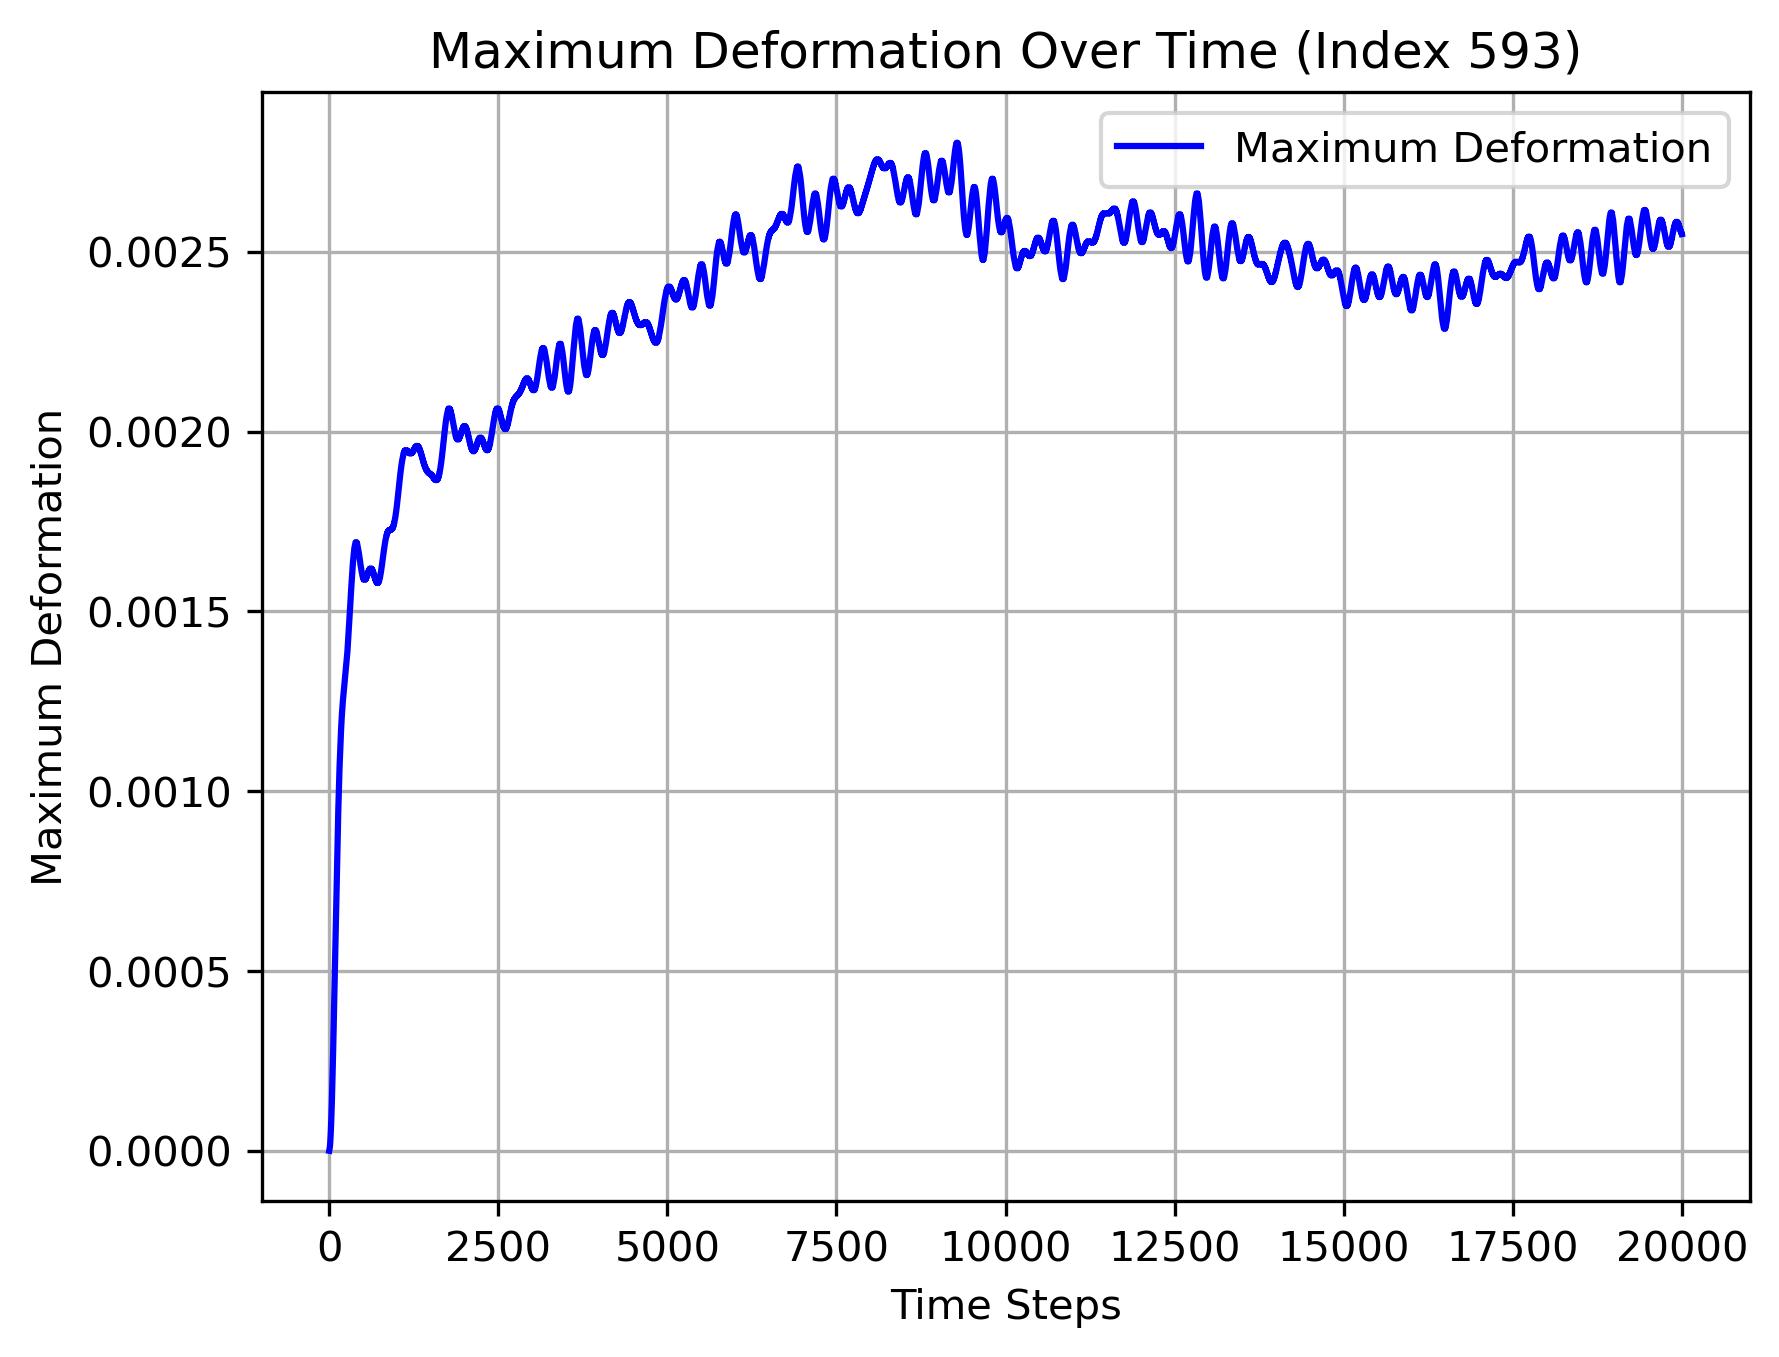 Maximum Deformation Over Time (Index 593)
Maximum Deformation
Maximum Deformation
0.0025
0.0020
0.0015
0.0010
0.0005
0.0000
0 2500 5000 7500 10000 12500 15000 17500 20000
Time Steps